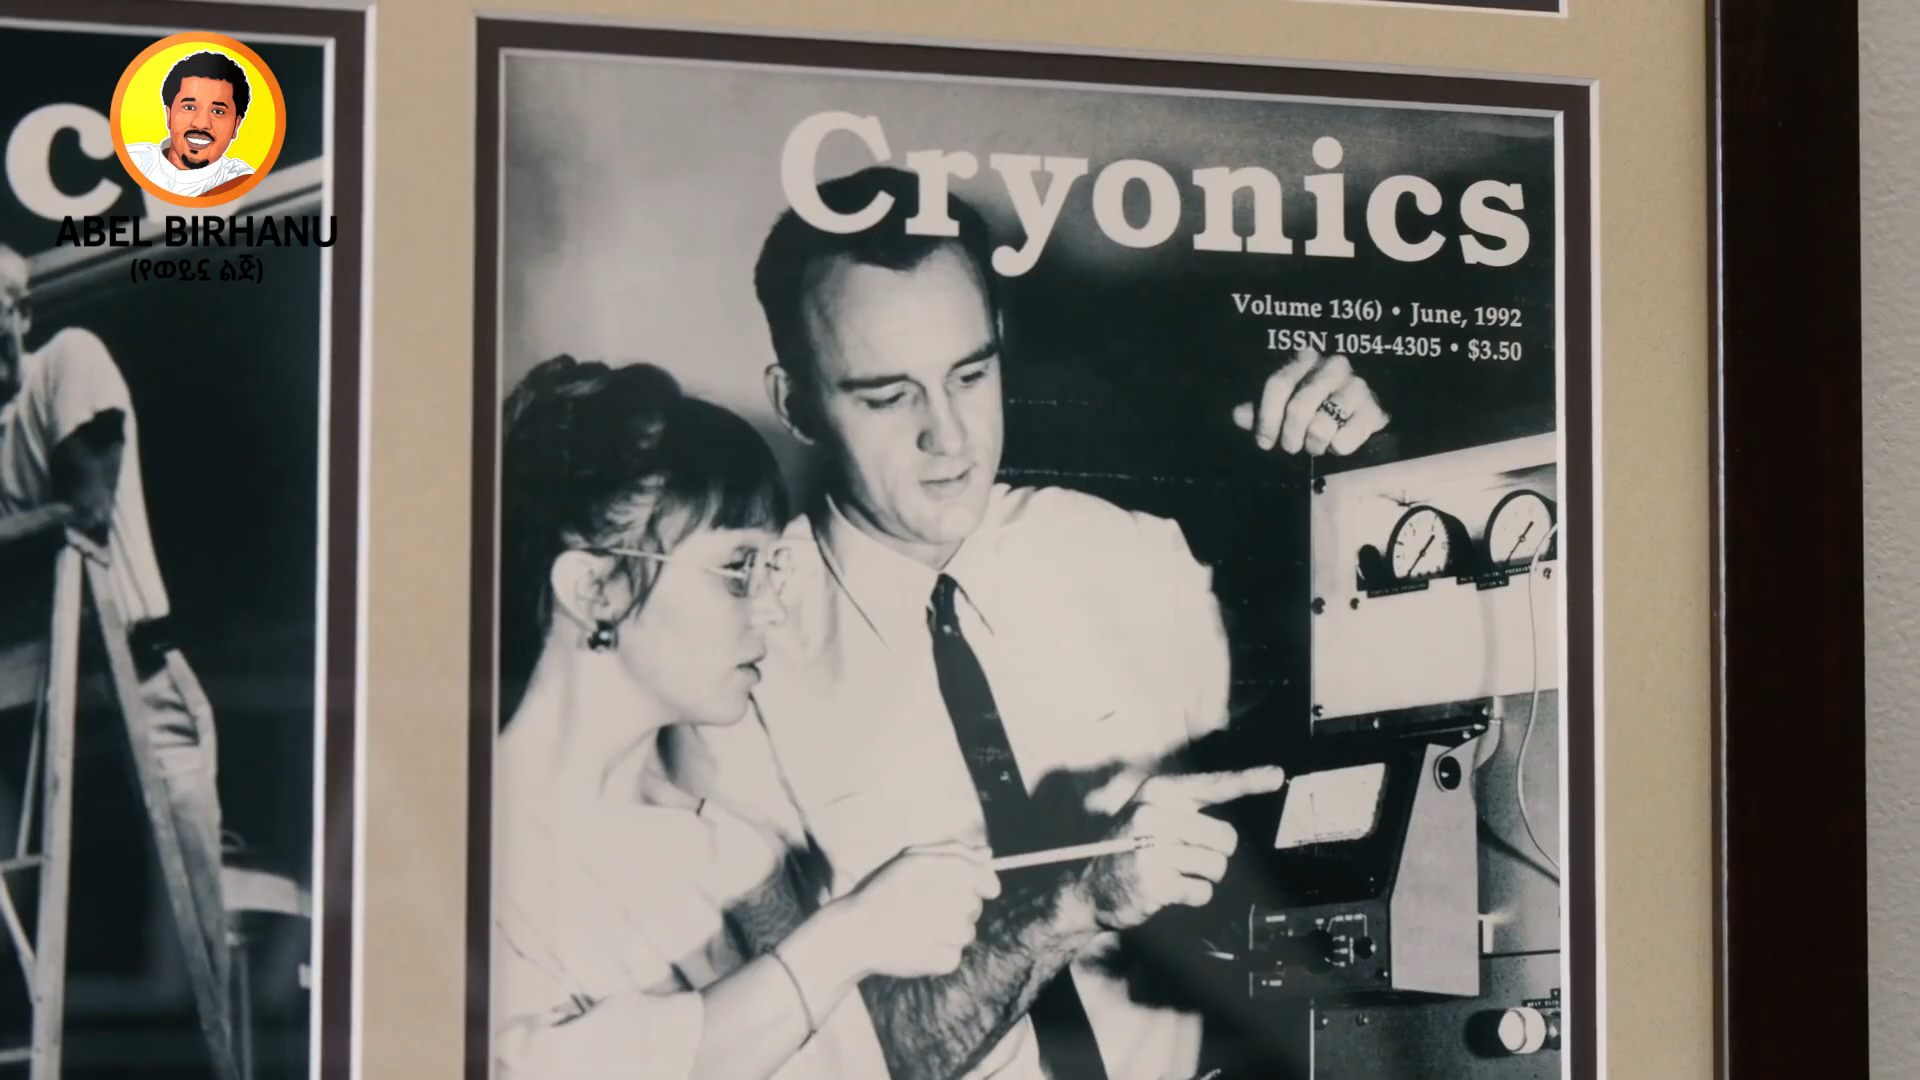 C
ABEL BIRHANU
(የወይኗ ልጅ)
Cryonics
Volume 13(6) • June, 1992
ISSN 1054-4305 • $3.50